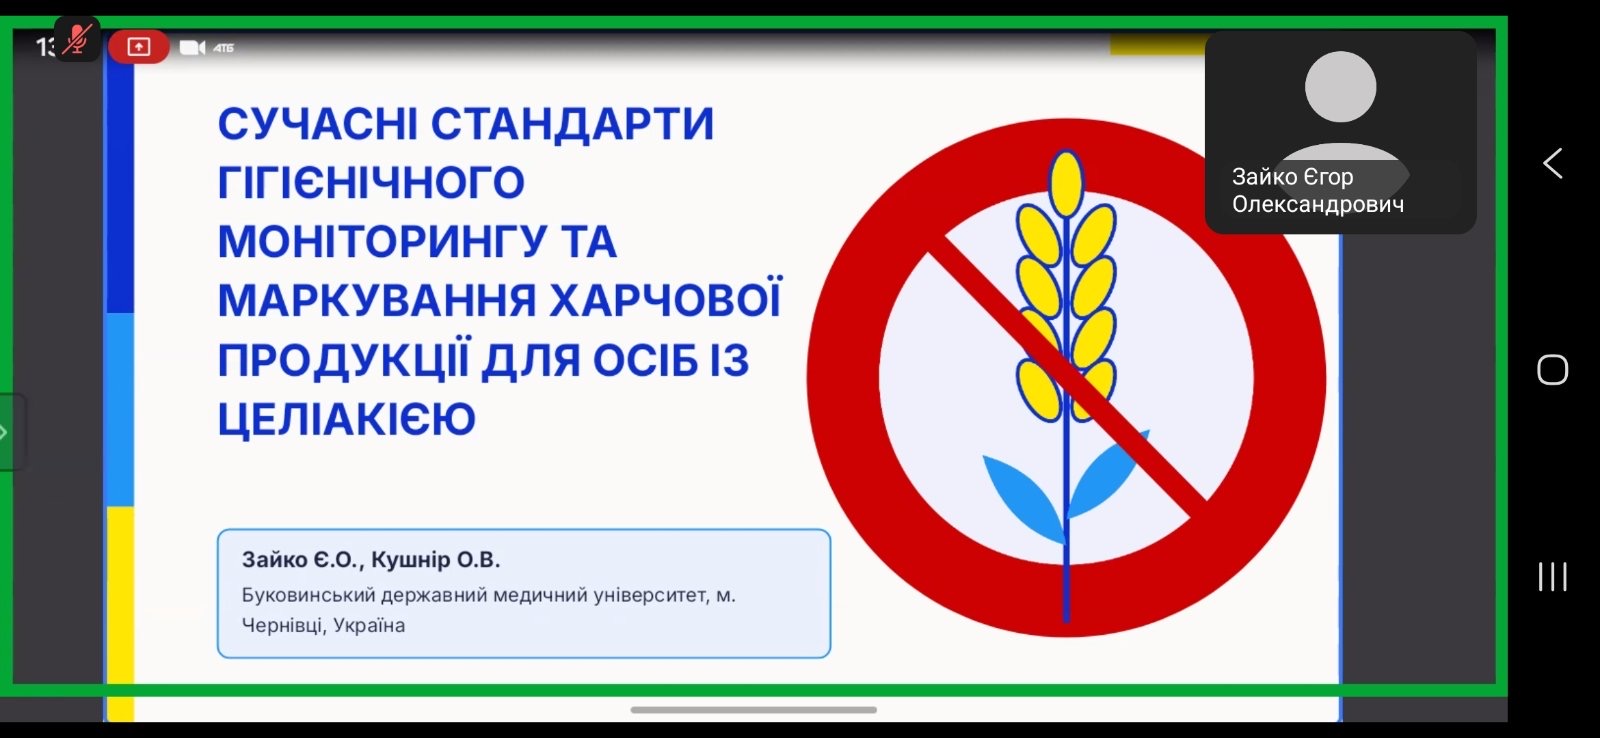 АТБ
СУЧАСНІ СТАНДАРТИ
ГІГІЄНІЧНОГО
МОНІТОРИНГУ ТА
МАРКУВАННЯ ХАРЧОВОЇ
ПРОДУКЦІЇ ДЛЯ ОСІБ ІЗ
ЦЕЛІАКІЄЮ
Зайко Єгор
Олександрович
Зайко Є.О., Кушнір О.В.
Буковинський державний медичний університет, м.
Чернівці, Україна